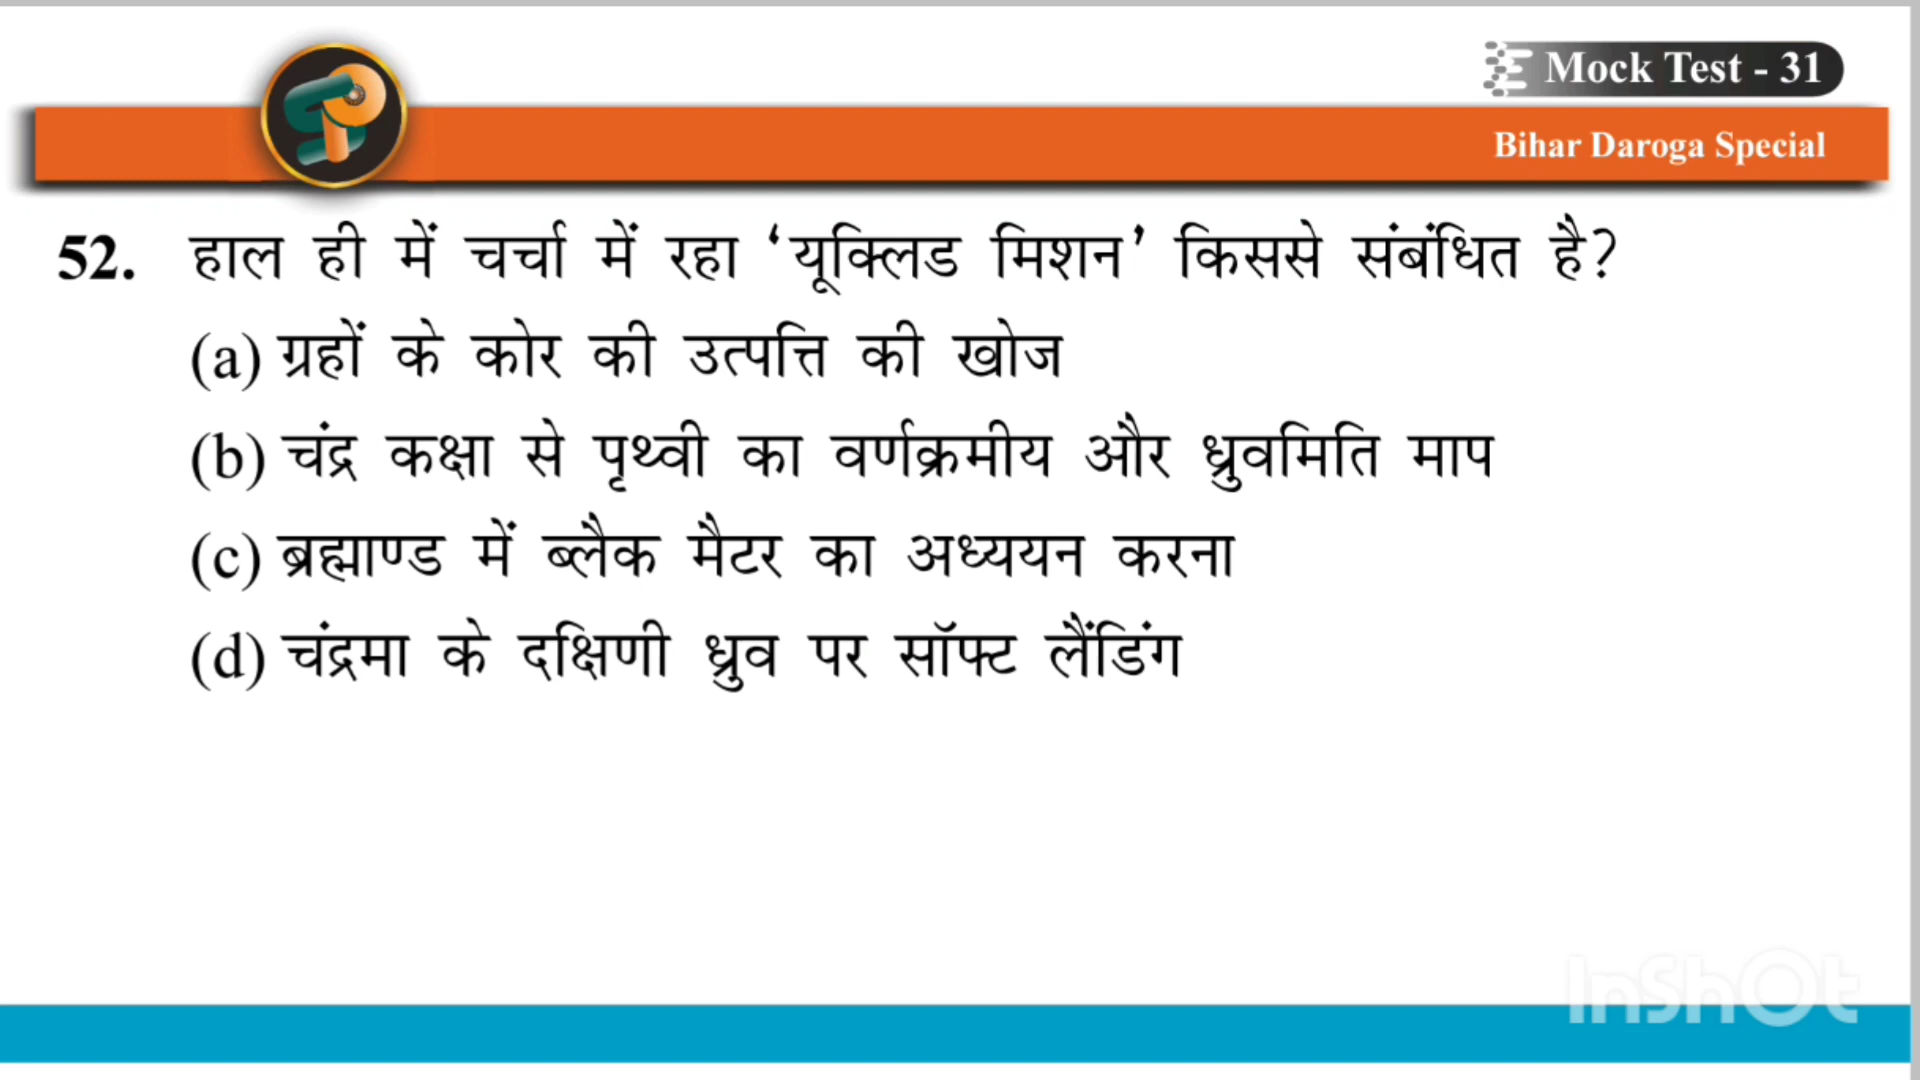 Mock Test - 31
Bihar Daroga Special
52. हाल ही में चर्चा में रहा ‘यूक्लिड मिशन’ किससे संबंधित है?
(a) ग्रहों के कोर की उत्पत्ति की खोज
(b) चंद्र कक्षा से पृथ्वी का वर्णक्रमीय और ध्रुवमिति माप
(c) ब्रह्माण्ड में ब्लैक मैटर का अध्ययन करना
(d) चंद्रमा के दक्षिणी ध्रुव पर सॉफ्ट लैंडिंग
InShOt